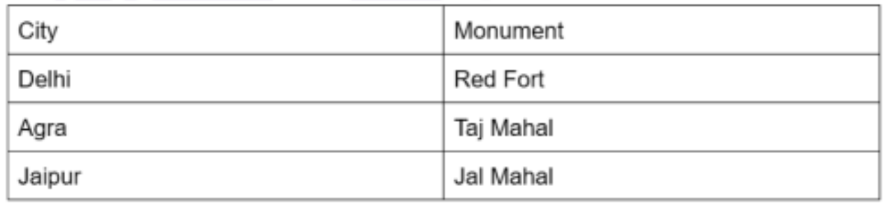 City Monument
Delhi Red Fort
Agra Taj Mahal
Jaipur Jal Mahal